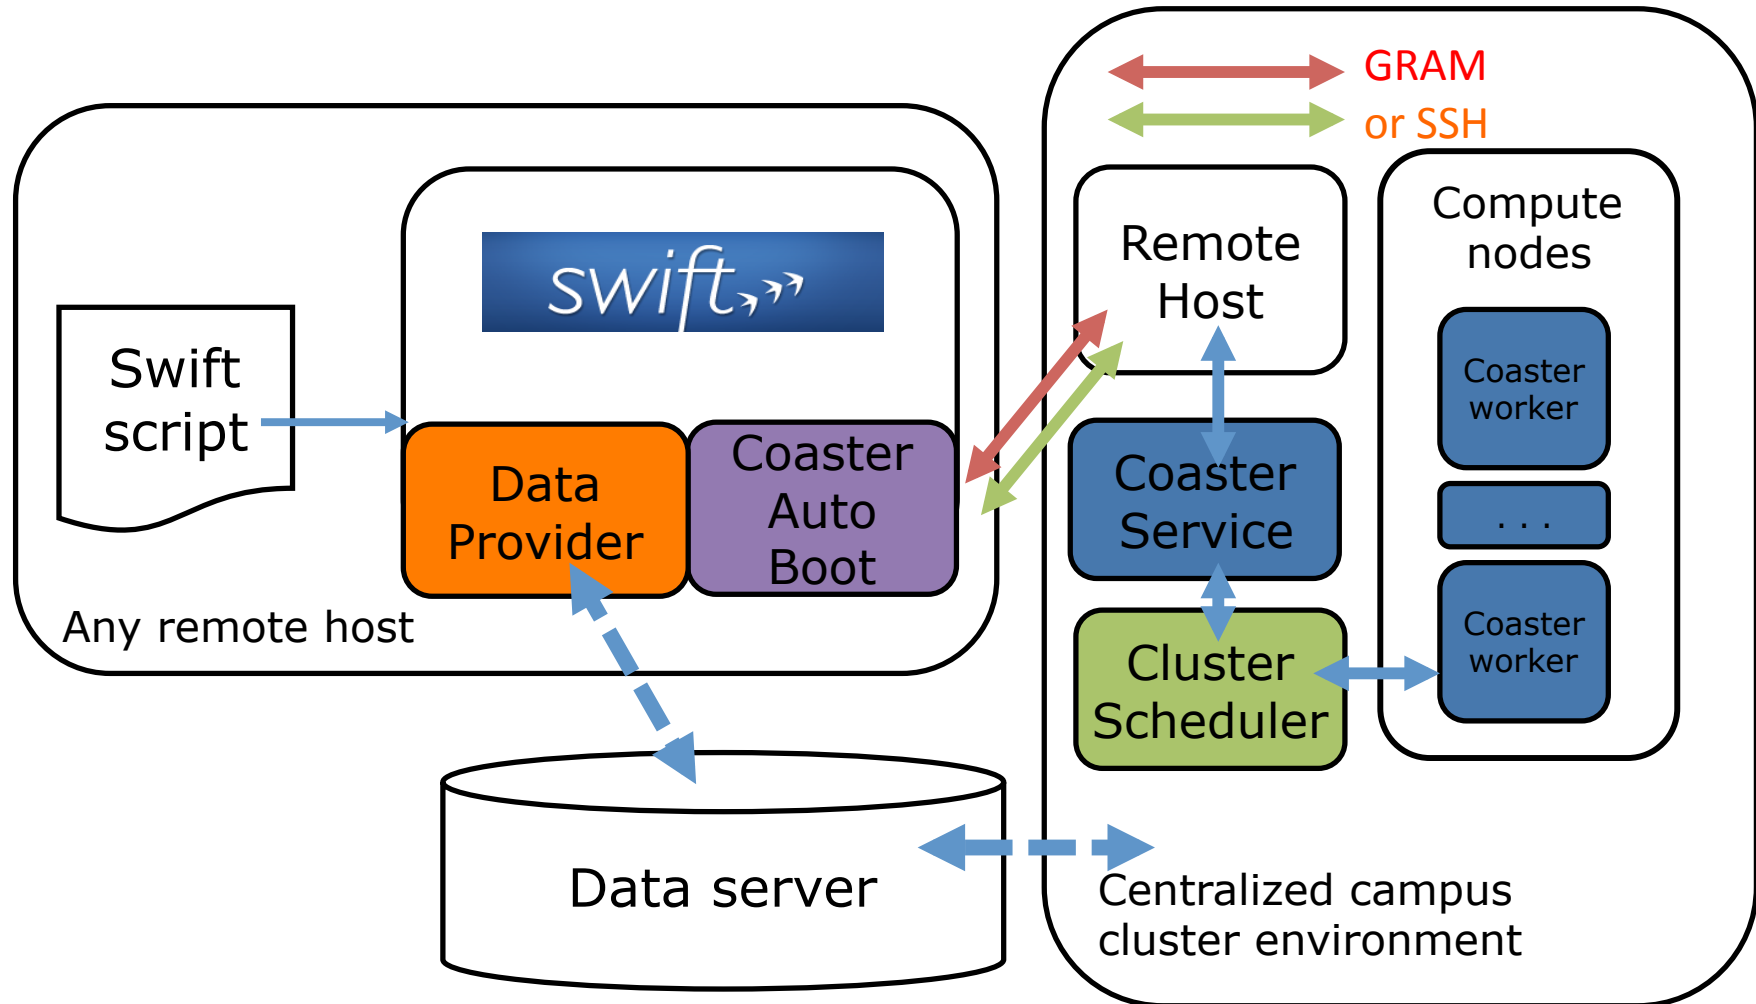 Swift
script
swift
Data
Provider
Coaster
Auto
Boot
Any remote host
Data server
GRAM
or SSH
Remote
Host
Coaster
Service
Cluster
Scheduler
Compute
nodes
Coaster
worker
. . .
Coaster
worker
Centralized campus
cluster environment